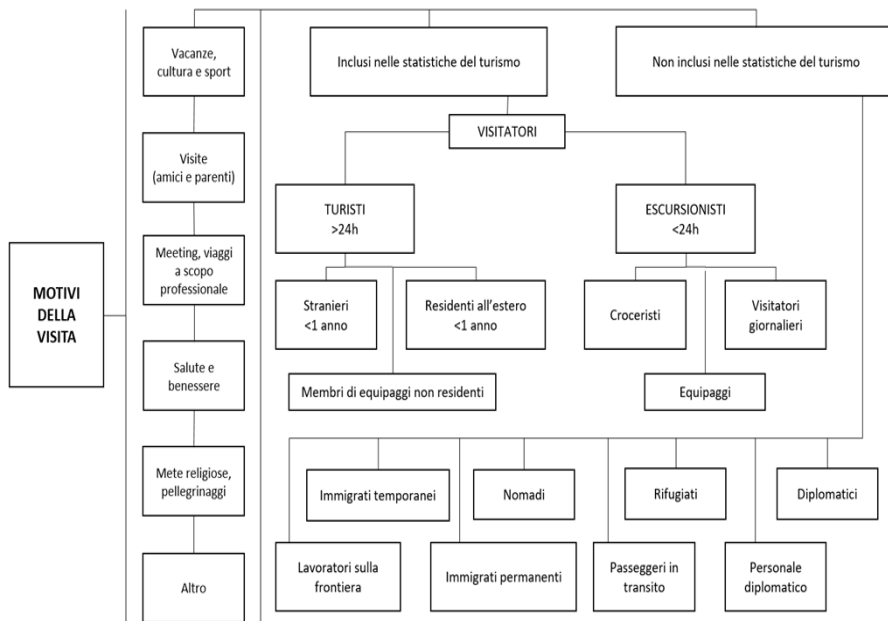 MOTIVI
DELLA
VISITA
Vacanze,
cultura e sport
Visite
(amici e parenti)
Meeting, viaggi
a scopo
professionale
Salute e
benessere
Mete religiose,
pellegrinaggi
Altro
Inclusi nelle statistiche del turismo
Non inclusi nelle statistiche del turismo
VISITATORI
TURISTI
>24h
ESCURSIONISTI
<24h
Stranieri
<1 anno
Residenti all'estero
<1 anno
Croceristi
Visitatori
giornalieri
Membri di equipaggi non residenti
Equipaggi
Immigrati temporanei
Nomadi
Rifugiati
Diplomatici
Lavoratori sulla
frontiera
Immigrati permanenti
Passeggeri in
transito
Personale
diplomatico